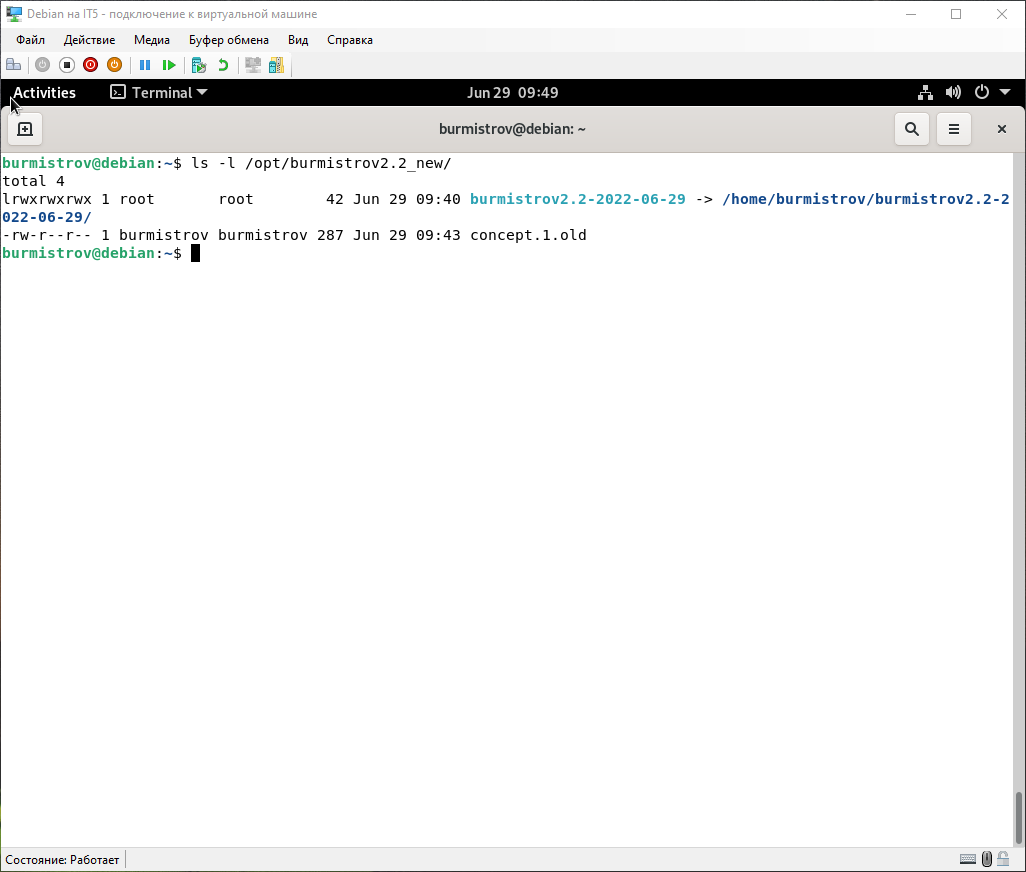 Debian на IT5 - подключение к виртуальной машине
Файл Действие Медиа Буфер обмена Вид Справка
Activities Terminal Jun 29 09:49
burmistrov@debian: ~
burmistrov@debian:~$ ls -l /opt/burmistrov2.2_new/
total 4
lrwxrwxrwx 1 root       root        42 Jun 29 09:40 burmistrov2.2-2022-06-29 -> /home/burmistrov/burmistrov2.2-2
022-06-29/
-rw-r--r-- 1 burmistrov burmistrov 287 Jun 29 09:43 concept.1.old
burmistrov@debian:~$
Состояние: Работает